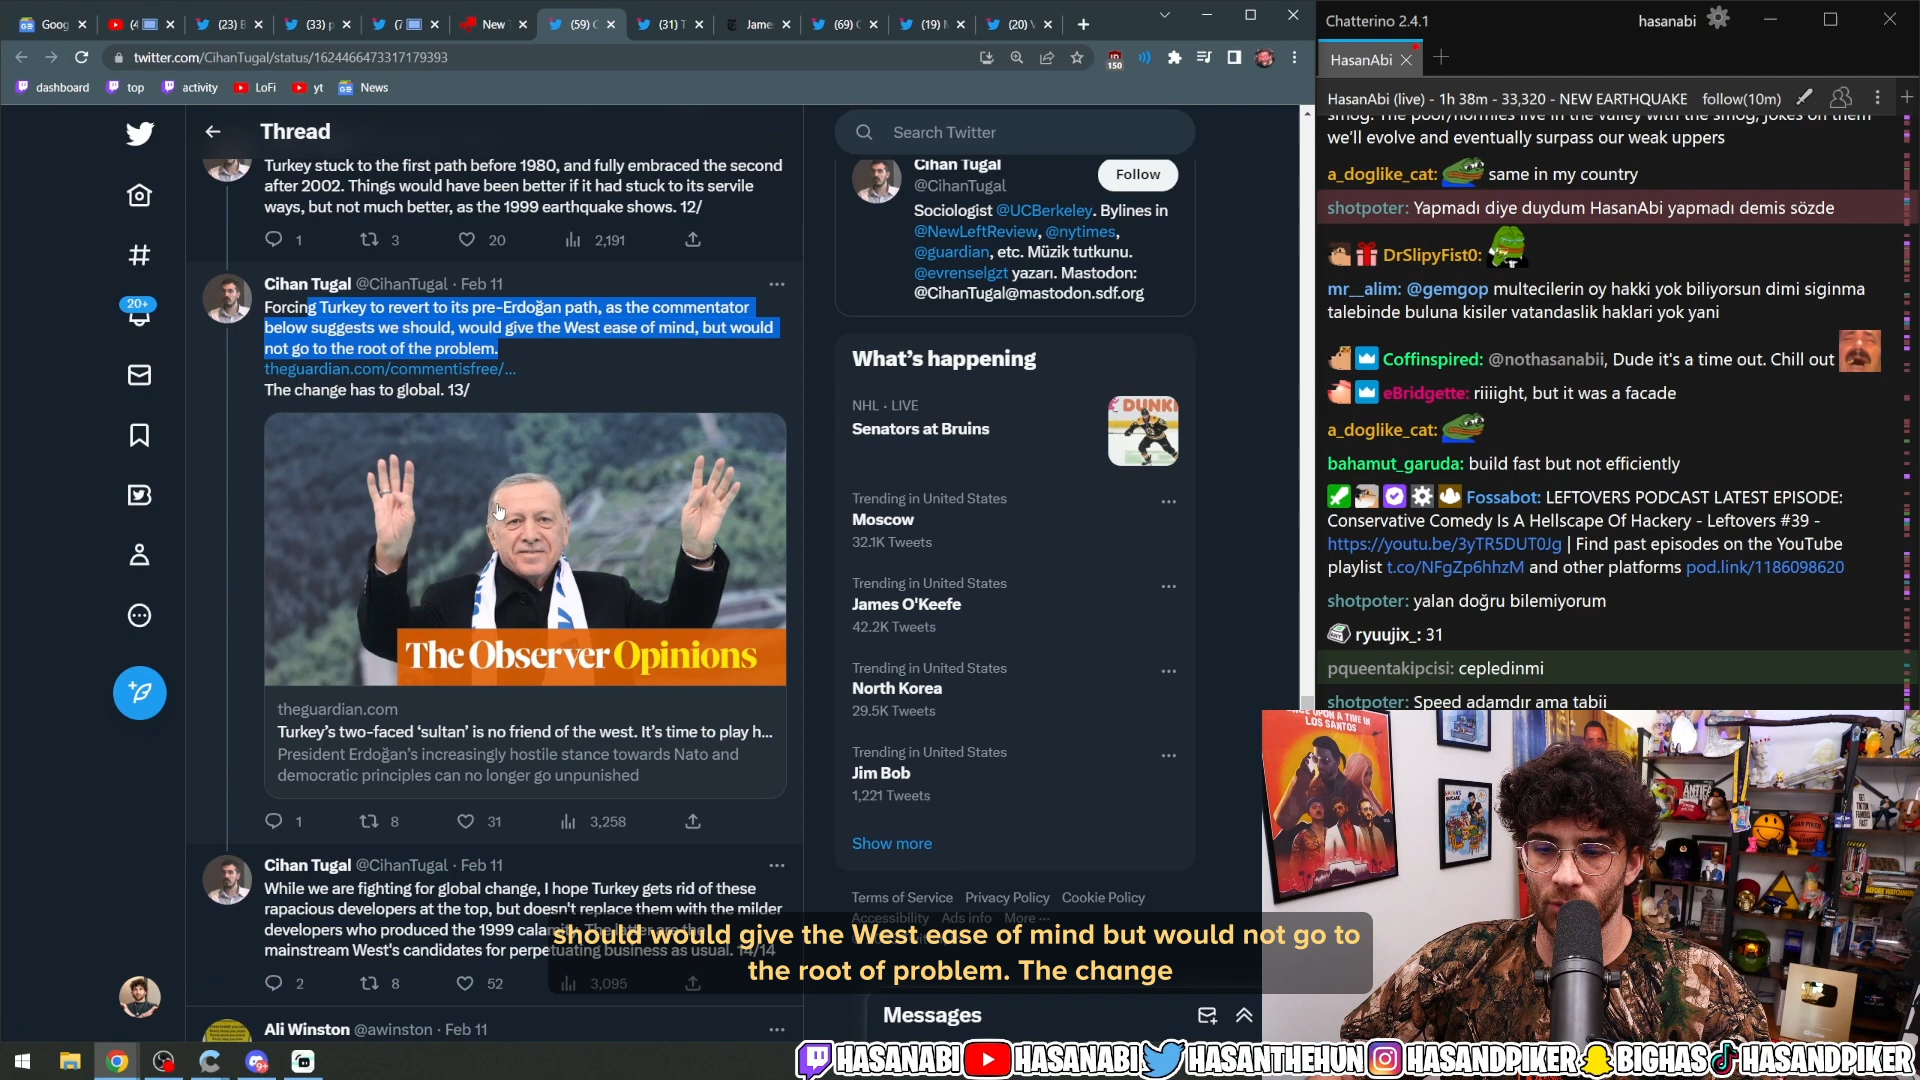 Goog
(23) B
(33) p
New
(59) C
(31) T
Jame
(69) C
(19) M
(20)
twitter.com/CihanTugal/status/1624466473317179393
150
dashboard
top
activity
LoFi
yt
News
Thread
Turkey stuck to the first path before 1980, and fully embraced the second
after 2002. Things would have been better if it had stuck to its servile
ways, but not much better, as the 1999 earthquake shows. 12/
1 3 20 2,191
Cihan Tugal @CihanTugal · Feb 11
Forcing Turkey to revert to its pre-Erdoğan path, as the commentator
below suggests we should, would give the West ease of mind, but would
not go to the root of the problem.
theguardian.com/commentisfree/...
The change has to global. 13/
The Observer Opinions
theguardian.com
Turkey's two-faced ‘sultan’ is no friend of the west. It's time to play h...
President Erdoğan's increasingly hostile stance towards Nato and
democratic principles can no longer go unpunished
1 8 31 3,258
Cihan Tugal @CihanTugal · Feb 11
While we are fighting for global change, I hope Turkey gets rid of these
rapacious developers at the top, but doesn't replace them with the milder
developers who produced the 1999
mainstream West's candidates for perpetuating business as usual. 14/14
2 8 52 3,095
Ali Winston @awinston · Feb 11
20+
Search Twitter
Cihan Tugal
@CihanTugal
Follow
Sociologist @UCBerkeley. Bylines in
@NewLeftReview, @nytimes,
@guardian, etc. Müzik tutkunu.
@evrenselgzt yazarı. Mastodon:
@CihanTugal@mastodon.sdf.org
What's happening
NHL · LIVE
Senators at Bruins
Trending in United States
Moscow
32.1K Tweets
Trending in United States
James O'Keefe
42.2K Tweets
Trending in United States
North Korea
29.5K Tweets
Trending in United States
Jim Bob
1,221 Tweets
Show more
Terms of Service Privacy Policy Cookie Policy
Accessibility Ads info More ...
Messages
should would give the West ease of mind but would not go to
the root of problem. The change
Chatterino 2.4.1
hasanabi
HasanAbi
HasanAbi (live) - 1h 38m - 33,320 - NEW EARTHQUAKE follow(10m)
smog. The poor/normies live in the valley with the smog, jokes on them
we'll evolve and eventually surpass our weak uppers
a_doglike_cat: same in my country
shotpoter: Yapmadı diye duydum HasanAbi yapmadı demis sözde
DrSlipyFist0:
mr__alim: @gemgop multecilerin oy hakki yok biliyorsun dimi siginma
talebinde buluna kisiler vatandaslik haklari yok yani
Coffinspired: @nothasanabii, Dude it's a time out. Chill out
eBridgette: riiiight, but it was a facade
a_doglike_cat:
bahamut_garuda: build fast but not efficiently
Fossabot: LEFTOVERS PODCAST LATEST EPISODE:
Conservative Comedy Is A Hellscape Of Hackery - Leftovers #39 -
https://youtu.be/3yTR5DUT0Jg | Find past episodes on the YouTube
playlist t.co/NFgZp6hhzM and other platforms pod.link/1186098620
shotpoter: yalan doğru bilemiyorum
ryuujix_: 31
pqueentakipcisi: cepledinmi
shotpoter: Speed adamdır ama tabii
ONCE UPON A TIME IN
LOS SANTOS
HASANABI HASANABI HASANTHEHUN HASANDPIKER BIGHAS HASANDPIKER